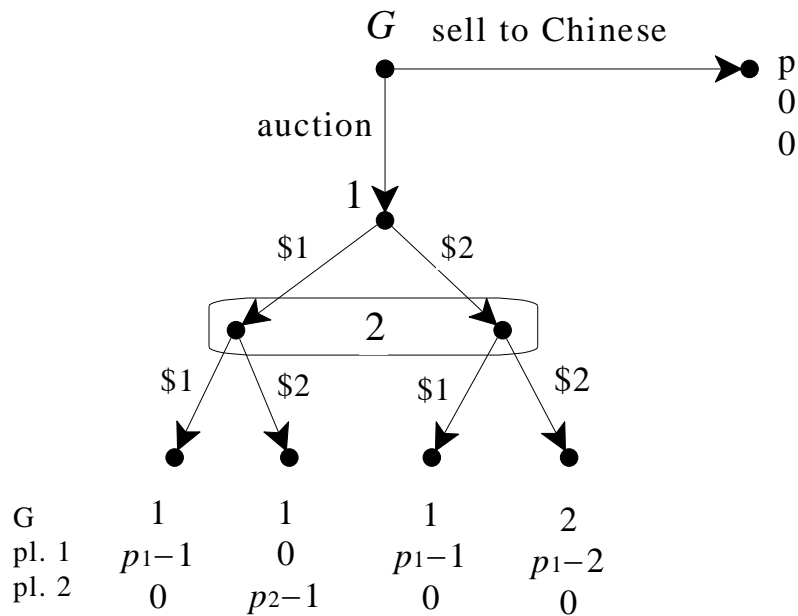 G sell to Chinese p
0
0
auction
1
$1 $2
2
$1 $2 $1 $2
G 1 1 1 2
pl. 1 p1−1 0 p1−1 p1−2
pl. 2 0 p2−1 0 0